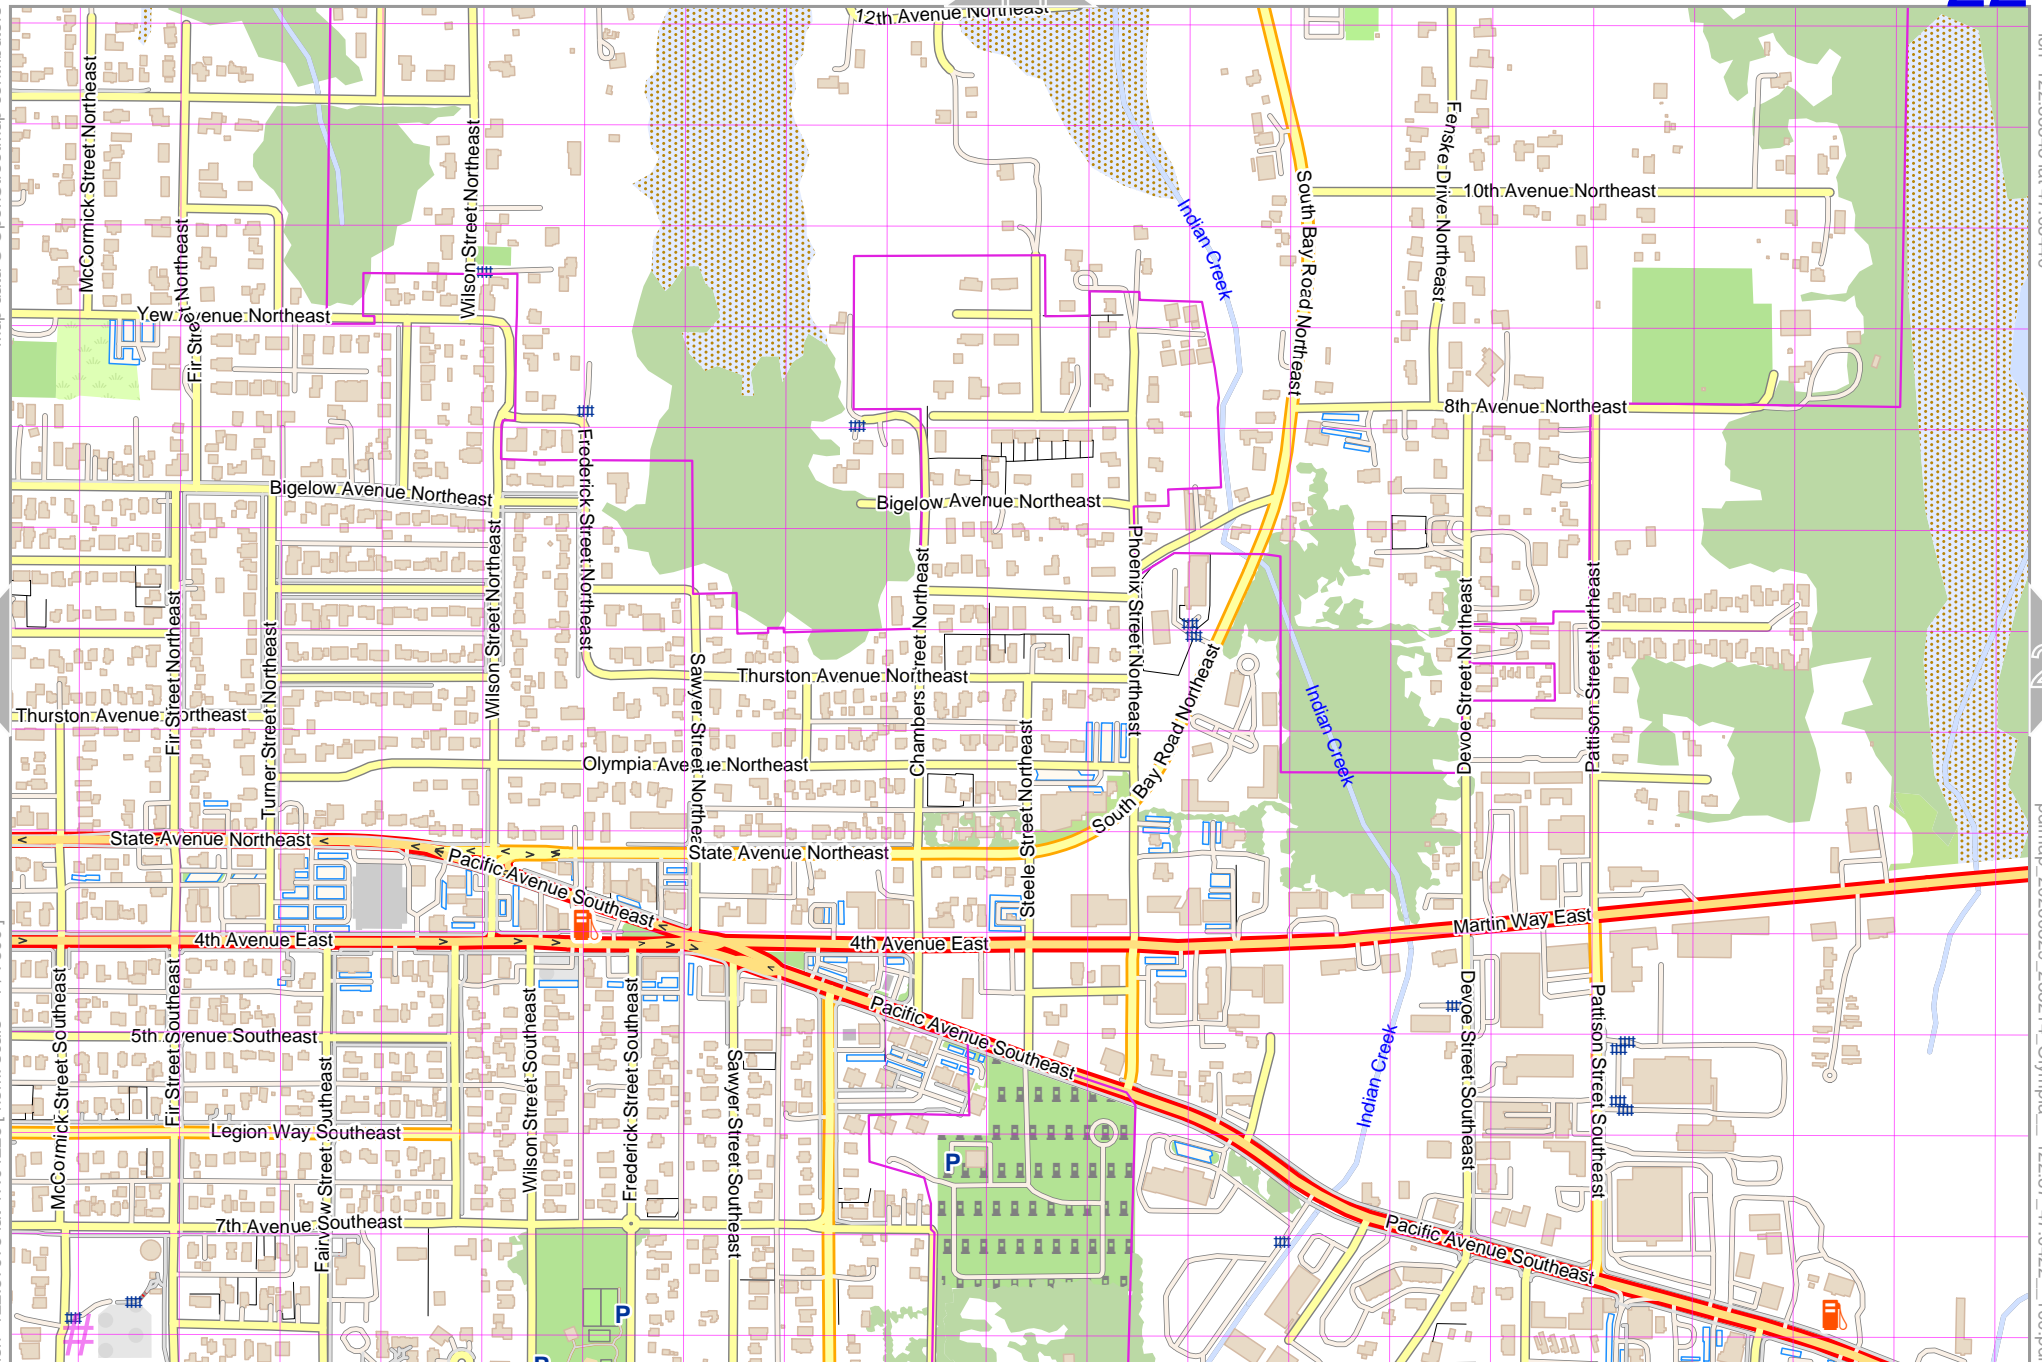 12th Avenue Northeast
McCormick Street Northeast
Wilson Street Northeast
Fenske Drive Northeast
10th Avenue Northeast
South Bay Road Northeast
Indian Creek
Fir Street Northeast
Yew Avenue Northeast
8th Avenue Northeast
Frederick Street Northeast
Bigelow Avenue Northeast
Bigelow Avenue Northeast
Wilson Street Northeast
Phoenix Street Northeast
Chambers Street Northeast
Fir Street Northeast
Turner Street Northeast
Devoe Street Northeast
Pattison Street Northeast
Sawyer Street Northeast
Thurston Avenue Northeast
Thurston Avenue Northeast
South Bay Road Northeast
Indian Creek
Steele Street Northeast
Olympia Avenue Northeast
State Avenue Northeast
State Avenue Northeast
Pacific Avenue Southeast
4th Avenue East
4th Avenue East
Martin Way East
McCormick Street Southeast
Fir Street Southeast
Wilson Street Southeast
Frederick Street Southeast
Devoe Street Southeast
Pattison Street Southeast
Pacific Avenue Southeast
5th Avenue Southeast
Indian Creek
Fairview Street Southeast
Sawyer Street Southeast
Legion Way Southeast
P
7th Avenue Southeast
Pacific Avenue Southeast
P
#